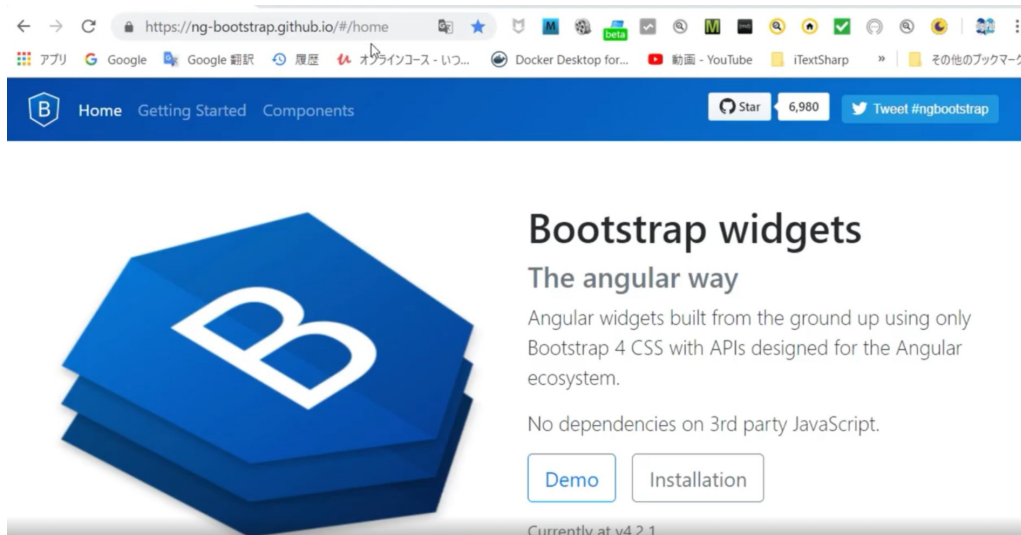 https://ng-bootstrap.github.io/#/home
beta
アプリ Google Google 翻訳 履歴 オンラインコース - いつ... Docker Desktop for... 動画 - YouTube iTextSharp » その他のブックマーク
B Home Getting Started Components Star 6,980 Tweet #ngbootstrap
B
Bootstrap widgets
The angular way
Angular widgets built from the ground up using only
Bootstrap 4 CSS with APIs designed for the Angular
ecosystem.
No dependencies on 3rd party JavaScript.
Demo Installation
Currently at v4.2.1